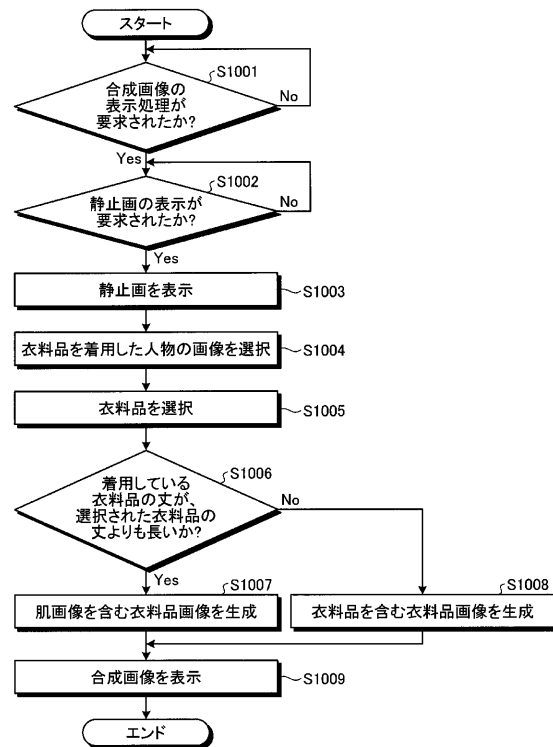 スタート
S1001
合成画像の
表示処理が
要求されたか?
No
Yes
S1002
静止画の表示が
要求されたか?
No
Yes
静止画を表示
S1003
衣料品を着用した人物の画像を選択
S1004
衣料品を選択
S1005
S1006
着用している
衣料品の丈が、
選択された衣料品の
丈よりも長いか?
No
Yes
S1007
肌画像を含む衣料品画像を生成
S1008
衣料品を含む衣料品画像を生成
合成画像を表示
S1009
エンド